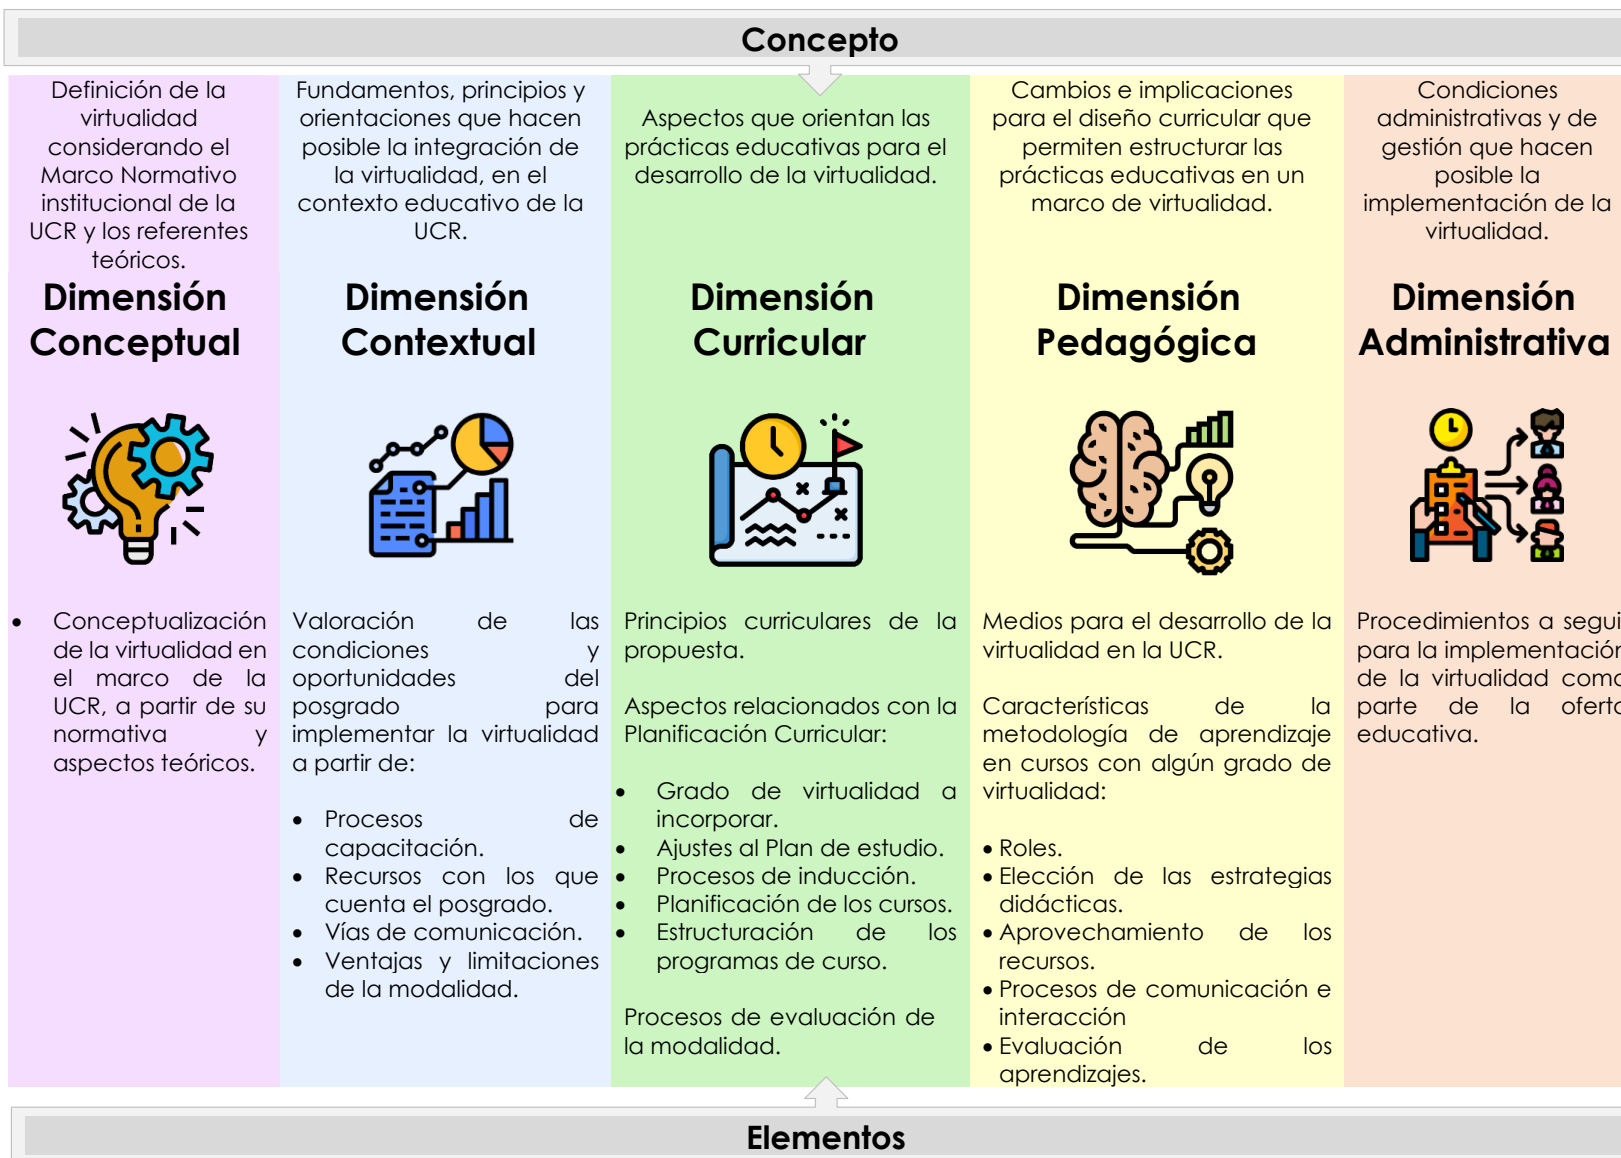 Concepto
Definición de la
virtualidad
considerando el
Marco Normativo
institucional de la
UCR y los referentes
teóricos.
Dimensión
Conceptual
• Conceptualización
de la virtualidad en
el marco de la
UCR, a partir de su
normativa y
aspectos teóricos.
Fundamentos, principios y
orientaciones que hacen
posible la integración de
la virtualidad, en el
contexto educativo de la
UCR.
Dimensión
Contextual
Valoración de las
condiciones y
oportunidades del
posgrado para
implementar la virtualidad
a partir de:
• Procesos de
capacitación.
• Recursos con los que
cuenta el posgrado.
• Vías de comunicación.
• Ventajas y limitaciones
de la modalidad.
Aspectos que orientan las
prácticas educativas para el
desarrollo de la virtualidad.
Dimensión
Curricular
Principios curriculares de la
propuesta.
Aspectos relacionados con la
Planificación Curricular:
• Grado de virtualidad a
incorporar.
• Ajustes al Plan de estudio.
• Procesos de inducción.
• Planificación de los cursos.
• Estructuración de los
programas de curso.
Procesos de evaluación de
la modalidad.
Cambios e implicaciones
para el diseño curricular que
permiten estructurar las
prácticas educativas en un
marco de virtualidad.
Dimensión
Pedagógica
Medios para el desarrollo de la
virtualidad en la UCR.
Características de la
metodología de aprendizaje
en cursos con algún grado de
virtualidad:
• Roles.
• Elección de las estrategias
didácticas.
• Aprovechamiento de los
recursos.
• Procesos de comunicación e
interacción
• Evaluación de los
aprendizajes.
Condiciones
administrativas y de
gestión que hacen
posible la
implementación de la
virtualidad.
Dimensión
Administrativa
Procedimientos a segui
para la implementación
de la virtualidad como
parte de la oferta
educativa.
Elementos